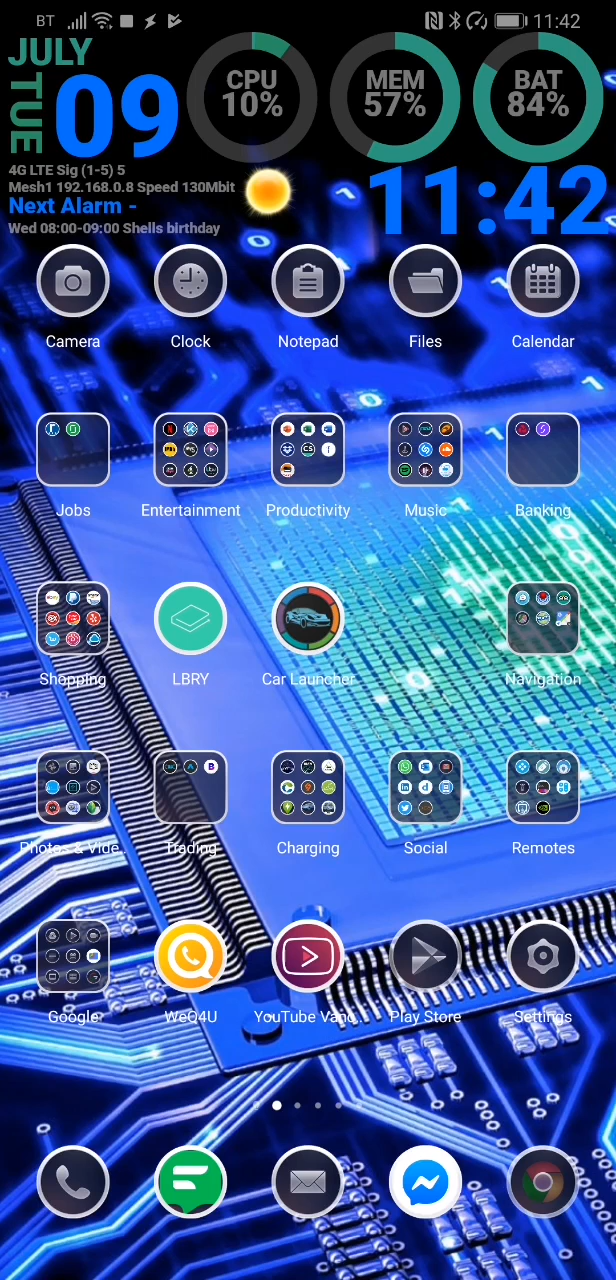 BT 11:42
JULY
TUE 09
CPU 10%
MEM 57%
BAT 84%
4G LTE Sig (1-5) 5
Mesh1 192.168.0.8 Speed 130Mbit
Next Alarm -
Wed 08:00-09:00 Shells birthday
11:42
Camera Clock Notepad Files Calendar
Jobs Entertainment Productivity Music Banking
Shopping LBRY Car Launcher Navigation
Photos & Vide... Trading Charging Social Remotes
Google WeQ4U YouTube Vanc... Play Store Settings